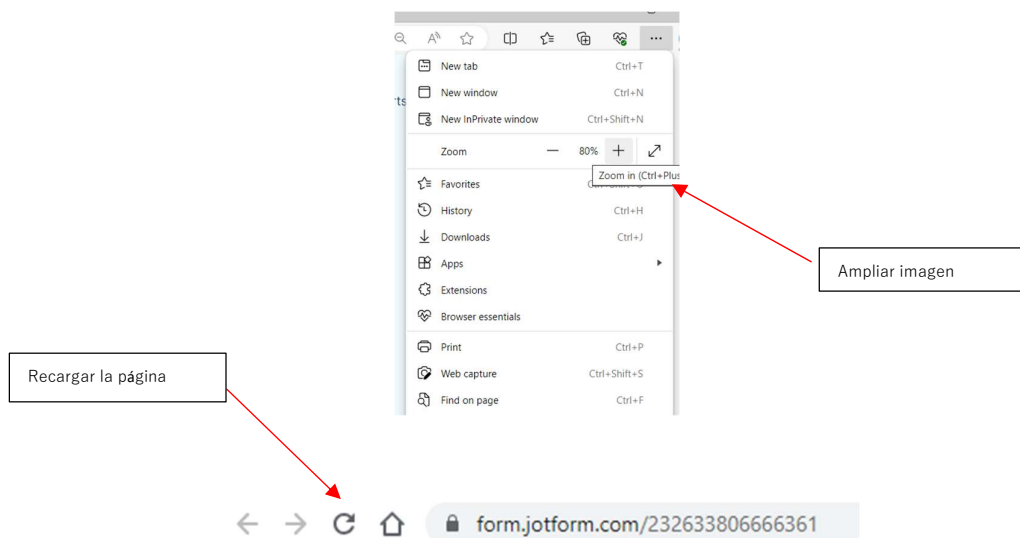 New tab Ctrl+T
New window Ctrl+N
New InPrivate window Ctrl+Shift+N
Zoom 80%
Zoom in (Ctrl+Plus
Favorites
History Ctrl+H
Downloads Ctrl+J
Apps
Extensions
Browser essentials
Print Ctrl+P
Web capture Ctrl+Shift+S
Find on page Ctrl+F
Ampliar imagen
Recargar la página
form.jotform.com/232633806666361